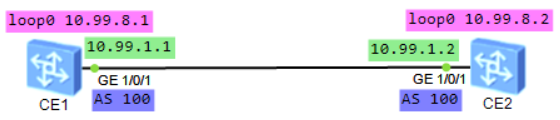 loop0 10.99.8.1
loop0 10.99.8.2
10.99.1.1
10.99.1.2
GE 1/0/1
GE 1/0/1
CE1
AS 100
AS 100
CE2